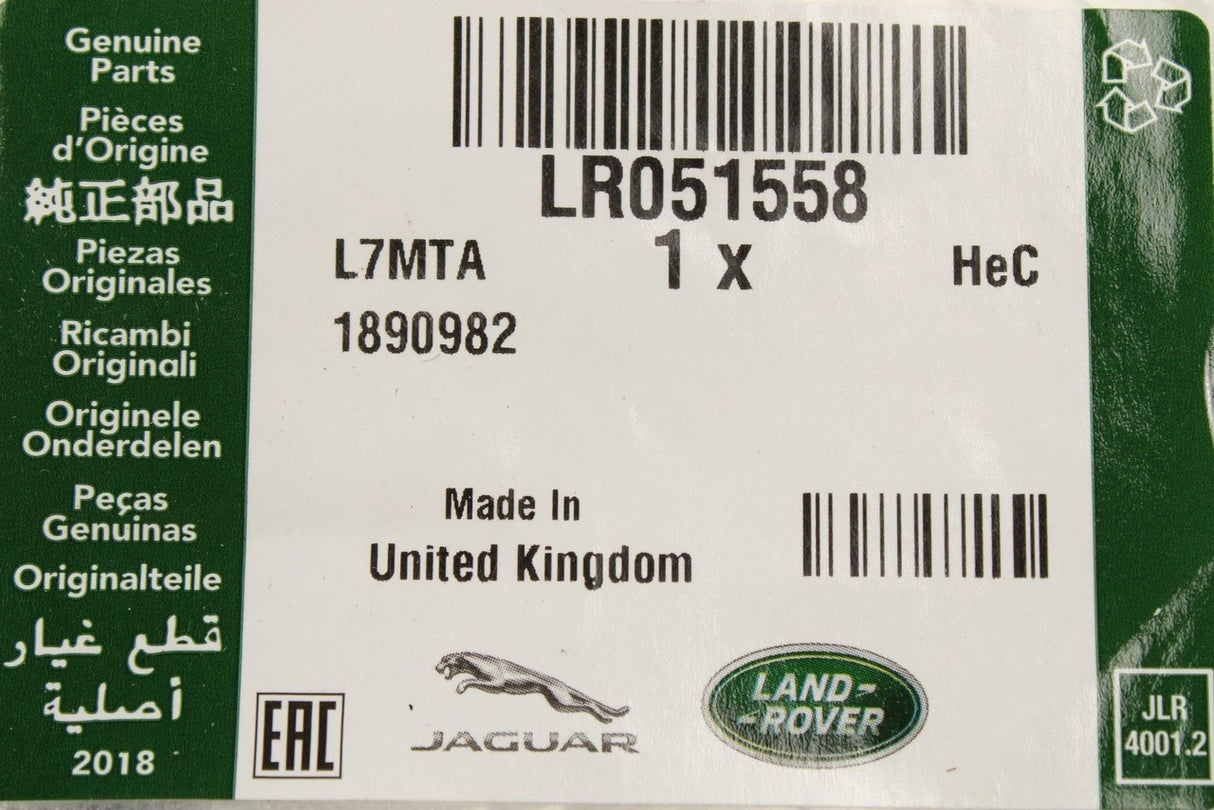 Genuine
Parts
Pièces
d'Origine
純正部品
Piezas
Originales
Ricambi
Originali
Originele
Onderdelen
Peças
Genuinas
Originalteile
قطع غيار
أصلية
2018
LR051558
L7MTA
1 x
HeC
1890982
Made In
United Kingdom
EAC
JAGUAR
LAND-
-ROVER
JLR
4001.2